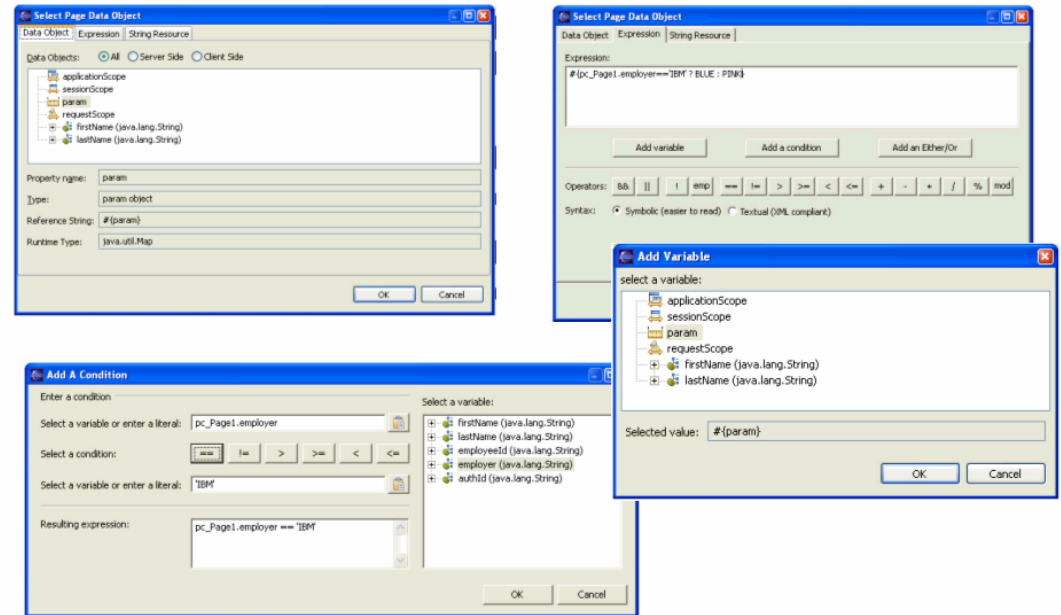 Select Page Data Object
Data Object Expression String Resource
Data Objects: All Server Side Client Side
applicationScope
sessionScope
param
requestScope
firstName (java.lang.String)
lastName (java.lang.String)
Property name: param
Type: param object
Reference String: #{param}
Runtime Type: java.util.Map
OK Cancel
Select Page Data Object
Data Object Expression String Resource
Expression:
#{pc_Page1.employer=='IBM' ? BLUE : PINK}
Add variable Add a condition Add an Either/Or
Operators: && || ! emp == != > >= < <= + - * / % mod
Syntax: Symbolic (easier to read) Textual (XML compliant)
Add Variable
select a variable:
applicationScope
sessionScope
param
requestScope
firstName (java.lang.String)
lastName (java.lang.String)
Selected value: #{param}
OK Cancel
Add A Condition
Enter a condition
Select a variable or enter a literal: pc_Page1.employer
Select a condition: == != > >= < <=
Select a variable or enter a literal: 'IBM'
Resulting expression: pc_Page1.employer == 'IBM'
Select a variable:
firstName (java.lang.String)
lastName (java.lang.String)
employeeId (java.lang.String)
employer (java.lang.String)
authId (java.lang.String)
OK Cancel